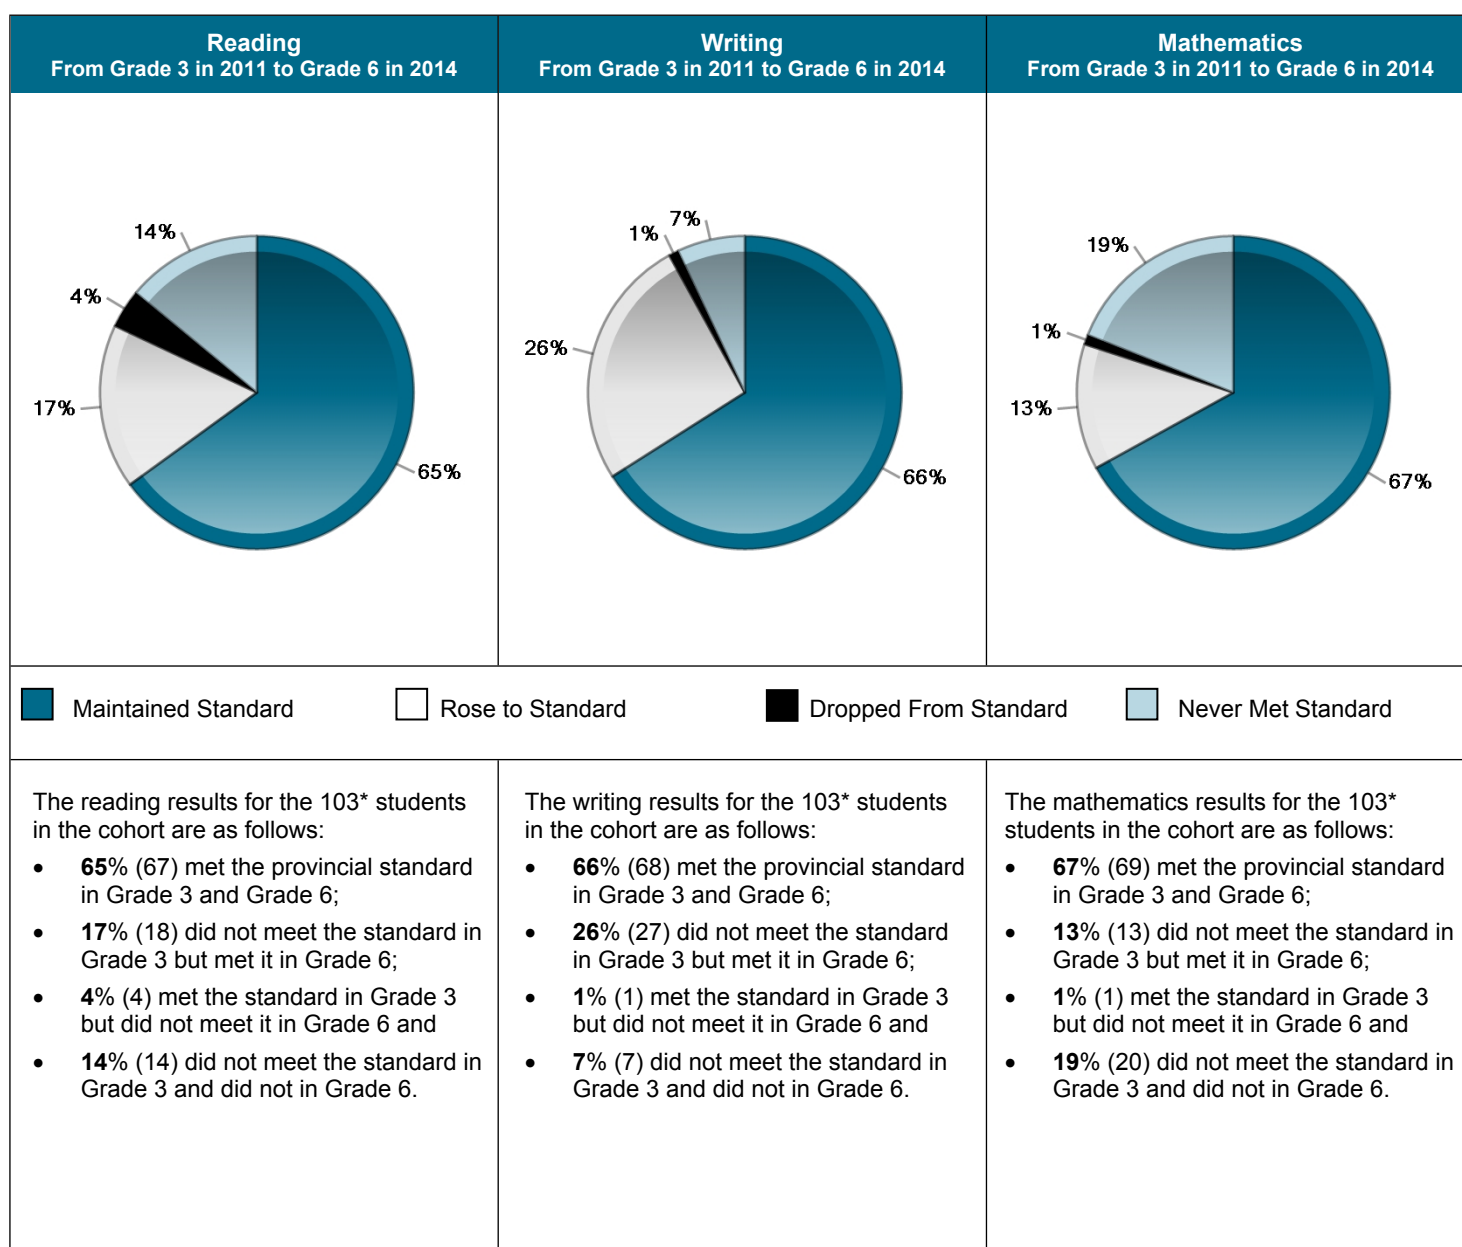 Reading
From Grade 3 in 2011 to Grade 6 in 2014
Writing
From Grade 3 in 2011 to Grade 6 in 2014
Mathematics
From Grade 3 in 2011 to Grade 6 in 2014
14%
4%
17%
65%
7%
1%
26%
66%
19%
1%
13%
67%
Maintained Standard
Rose to Standard
Dropped From Standard
Never Met Standard
The reading results for the 103* students
in the cohort are as follows:
• 65% (67) met the provincial standard
in Grade 3 and Grade 6;
• 17% (18) did not meet the standard in
Grade 3 but met it in Grade 6;
• 4% (4) met the standard in Grade 3
but did not meet it in Grade 6 and
• 14% (14) did not meet the standard in
Grade 3 and did not in Grade 6.
The writing results for the 103* students
in the cohort are as follows:
• 66% (68) met the provincial standard
in Grade 3 and Grade 6;
• 26% (27) did not meet the standard
in Grade 3 but met it in Grade 6;
• 1% (1) met the standard in Grade 3
but did not meet it in Grade 6 and
• 7% (7) did not meet the standard in
Grade 3 and did not in Grade 6.
The mathematics results for the 103*
students in the cohort are as follows:
• 67% (69) met the provincial standard
in Grade 3 and Grade 6;
• 13% (13) did not meet the standard in
Grade 3 but met it in Grade 6;
• 1% (1) met the standard in Grade 3
but did not meet it in Grade 6 and
• 19% (20) did not meet the standard in
Grade 3 and did not in Grade 6.